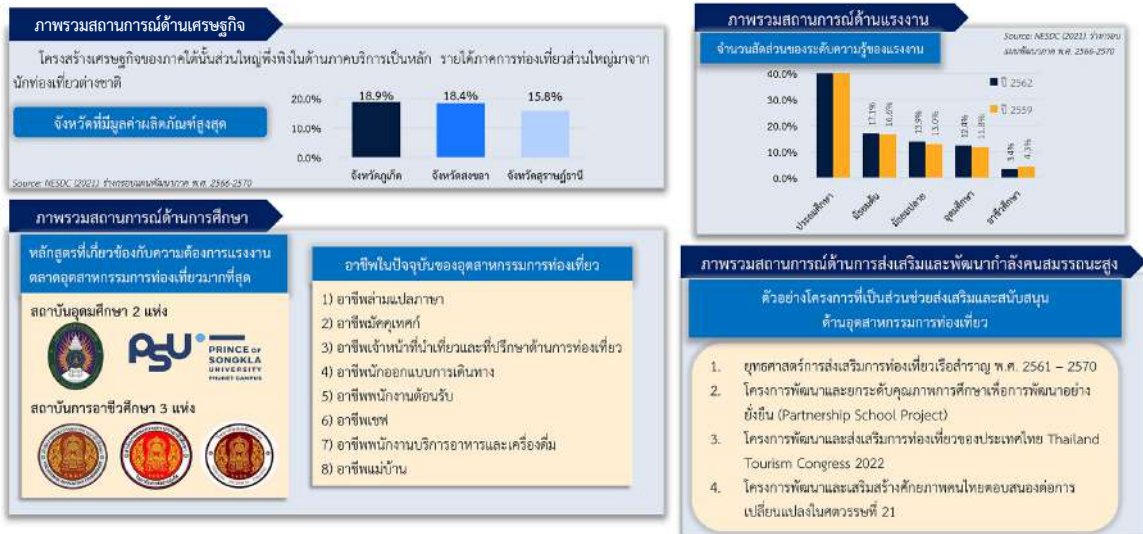 ภาพรวมสถานการณ์ด้านเศรษฐกิจ
โครงสร้างเศรษฐกิจของภาคใต้นั้นส่วนใหญ่พึ่งพิงในด้านภาคบริการเป็นหลัก รายได้ภาคการท่องเที่ยวส่วนใหญ่มาจาก
นักท่องเที่ยวต่างชาติ
จังหวัดที่มีมูลค่าผลิตภัณฑ์สูงสุด
20.0%
10.0%
0.0%
18.9%
18.4%
15.8%
จังหวัดภูเก็ต
จังหวัดสงขลา
จังหวัดสุราษฎร์ธานี
Source: NESDC (2021) ร่างกรอบแผนพัฒนาภาค พ.ศ. 2566-2570
ภาพรวมสถานการณ์ด้านการศึกษา
หลักสูตรที่เกี่ยวข้องกับความต้องการแรงงาน
ตลาดอุตสาหกรรมการท่องเที่ยวมากที่สุด
สถาบันอุดมศึกษา 2 แห่ง
PSU
PRINCE OF
SONGKLA
UNIVERSITY
PHUKET CAMPUS
สถาบันการอาชีวศึกษา 3 แห่ง
อาชีพในปัจจุบันของอุตสาหกรรมการท่องเที่ยว
1) อาชีพล่ามแปลภาษา
2) อาชีพมัคคุเทศก์
3) อาชีพเจ้าหน้าที่นำเที่ยวและที่ปรึกษาด้านการท่องเที่ยว
4) อาชีพนักออกแบบการเดินทาง
5) อาชีพพนักงานต้อนรับ
6) อาชีพเชฟ
7) อาชีพพนักงานบริการอาหารและเครื่องดื่ม
8) อาชีพแม่บ้าน
ภาพรวมสถานการณ์ด้านแรงงาน
จำนวนสัดส่วนของระดับความรู้ของแรงงาน
Source: NESDC (2021). ร่างกรอบ
แผนพัฒนาภาค พ.ศ. 2566-2570
40.0%
30.0%
20.0%
10.0%
0.0%
17.1%
16.6%
13.9%
13.0%
12.4%
11.8%
3.4%
4.3%
ปี 2562
ปี 2559
ประถมศึกษา
มัธยมต้น
มัธยมปลาย
อุดมศึกษา
อาชีวศึกษา
ภาพรวมสถานการณ์ด้านการส่งเสริมและพัฒนากำลังคนสมรรถนะสูง
ตัวอย่างโครงการที่เป็นส่วนช่วยส่งเสริมและสนับสนุน
ด้านอุตสาหกรรมการท่องเที่ยว
1. ยุทธศาสตร์การส่งเสริมการท่องเที่ยวเรือสำราญ พ.ศ. 2561 – 2570
2. โครงการพัฒนาและยกระดับคุณภาพการศึกษาเพื่อการพัฒนาอย่าง
ยั่งยืน (Partnership School Project)
3. โครงการพัฒนาและส่งเสริมการท่องเที่ยวของประเทศไทย Thailand
Tourism Congress 2022
4. โครงการพัฒนาและเสริมสร้างศักยภาพคนไทยตอบสนองต่อการ
เปลี่ยนแปลงในศตวรรษที่ 21